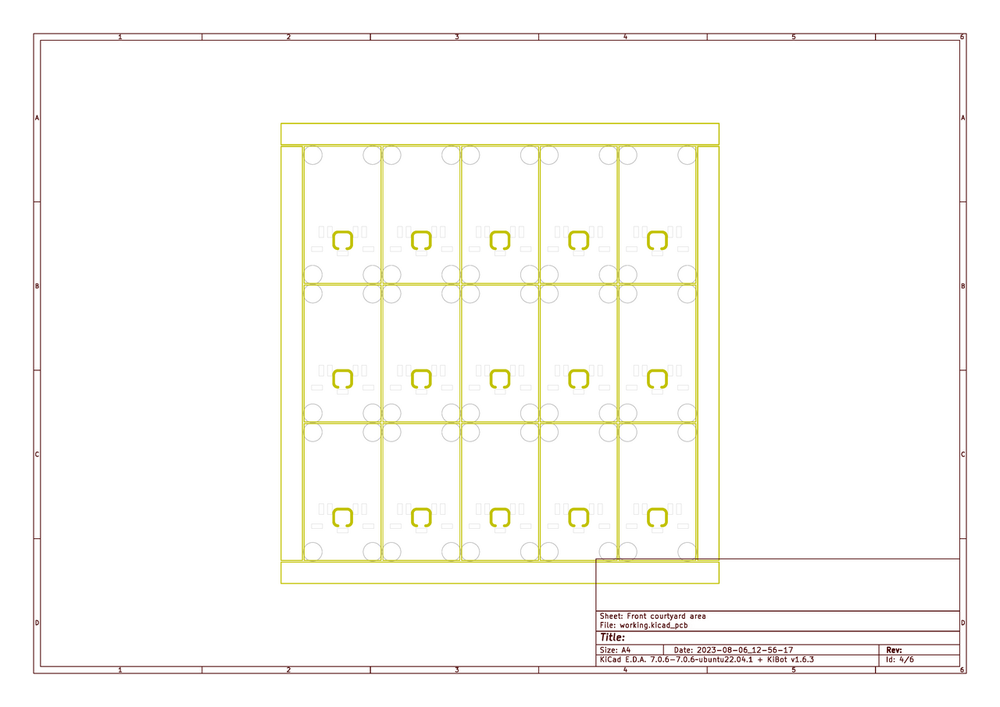 1 2 3 4 5 6
A A
B B
C C
Sheet: Front courtyard area
File: working.kicad_pcb
D D
Title:
Size: A4 Date: 2023-08-06_12-56-17 Rev:
KiCad E.D.A. 7.0.6-7.0.6~ubuntu22.04.1 + KiBot v1.6.3 Id: 4/6
1 2 3 4 5 6